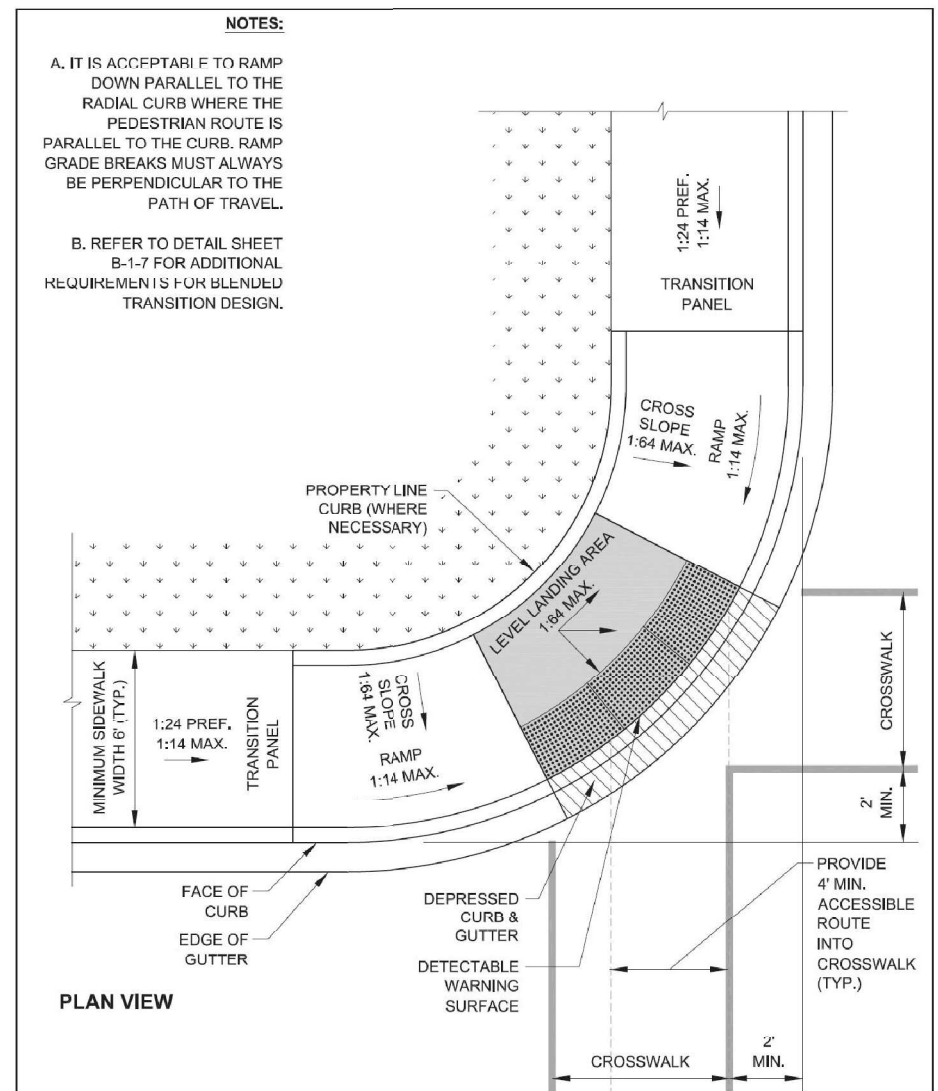 NOTES:
A. IT IS ACCEPTABLE TO RAMP
DOWN PARALLEL TO THE
RADIAL CURB WHERE THE
PEDESTRIAN ROUTE IS
PARALLEL TO THE CURB. RAMP
GRADE BREAKS MUST ALWAYS
BE PERPENDICULAR TO THE
PATH OF TRAVEL.
B. REFER TO DETAIL SHEET
B-1-7 FOR ADDITIONAL
REQUIREMENTS FOR BLENDED
TRANSITION DESIGN.
1:24 PREF.
1:14 MAX.
TRANSITION
PANEL
CROSS
SLOPE
1:64 MAX.
RAMP
1:14 MAX.
PROPERTY LINE
CURB (WHERE
NECESSARY)
LEVEL LANDING AREA
1:64 MAX.
MINIMUM SIDEWALK
WIDTH 6' (TYP.)
1:24 PREF.
1:14 MAX.
TRANSITION
PANEL
CROSS
SLOPE
1:64 MAX.
RAMP
1:14 MAX.
CROSSWALK
2'
MIN.
FACE OF
CURB
EDGE OF
GUTTER
DEPRESSED
CURB &
GUTTER
DETECTABLE
WARNING
SURFACE
PROVIDE
4' MIN.
ACCESSIBLE
ROUTE
INTO
CROSSWALK
(TYP.)
PLAN VIEW
CROSSWALK
2'
MIN.